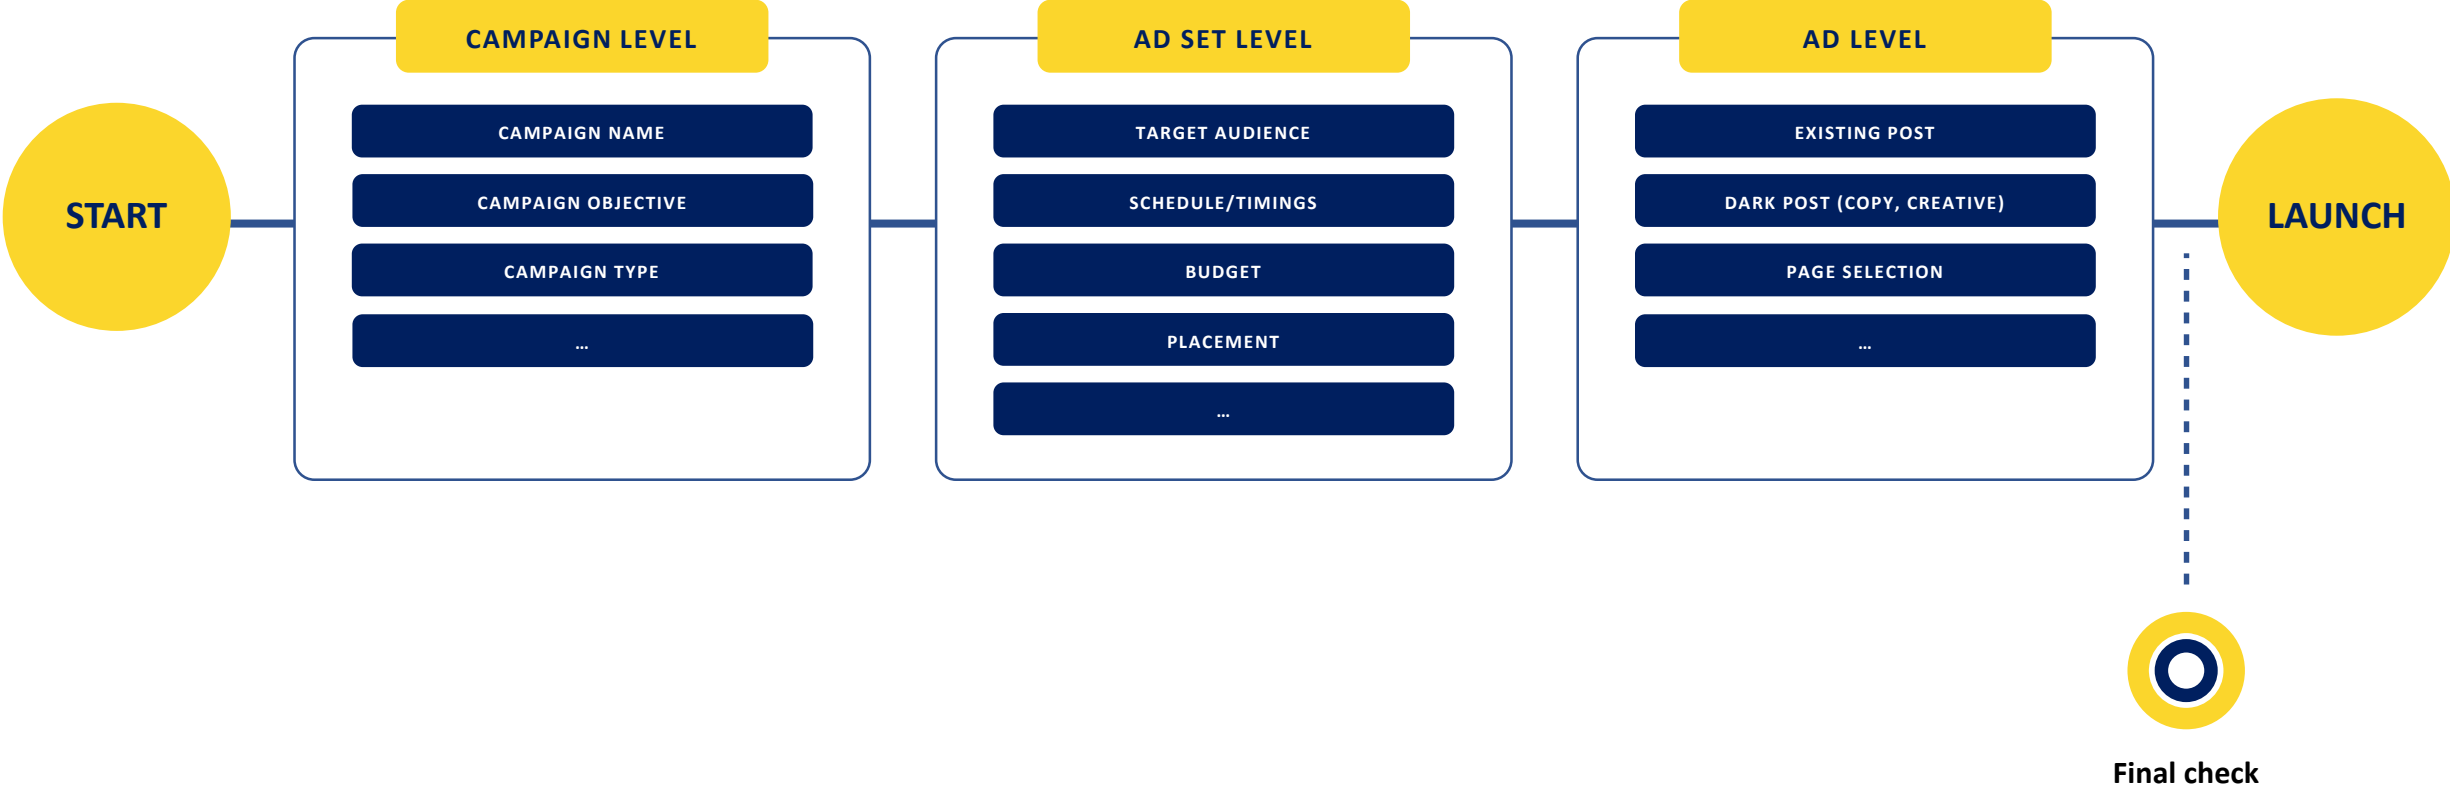 START
CAMPAIGN LEVEL
CAMPAIGN NAME
CAMPAIGN OBJECTIVE
CAMPAIGN TYPE
...
AD SET LEVEL
TARGET AUDIENCE
SCHEDULE/TIMINGS
BUDGET
PLACEMENT
...
AD LEVEL
EXISTING POST
DARK POST (COPY, CREATIVE)
PAGE SELECTION
...
LAUNCH
Final check